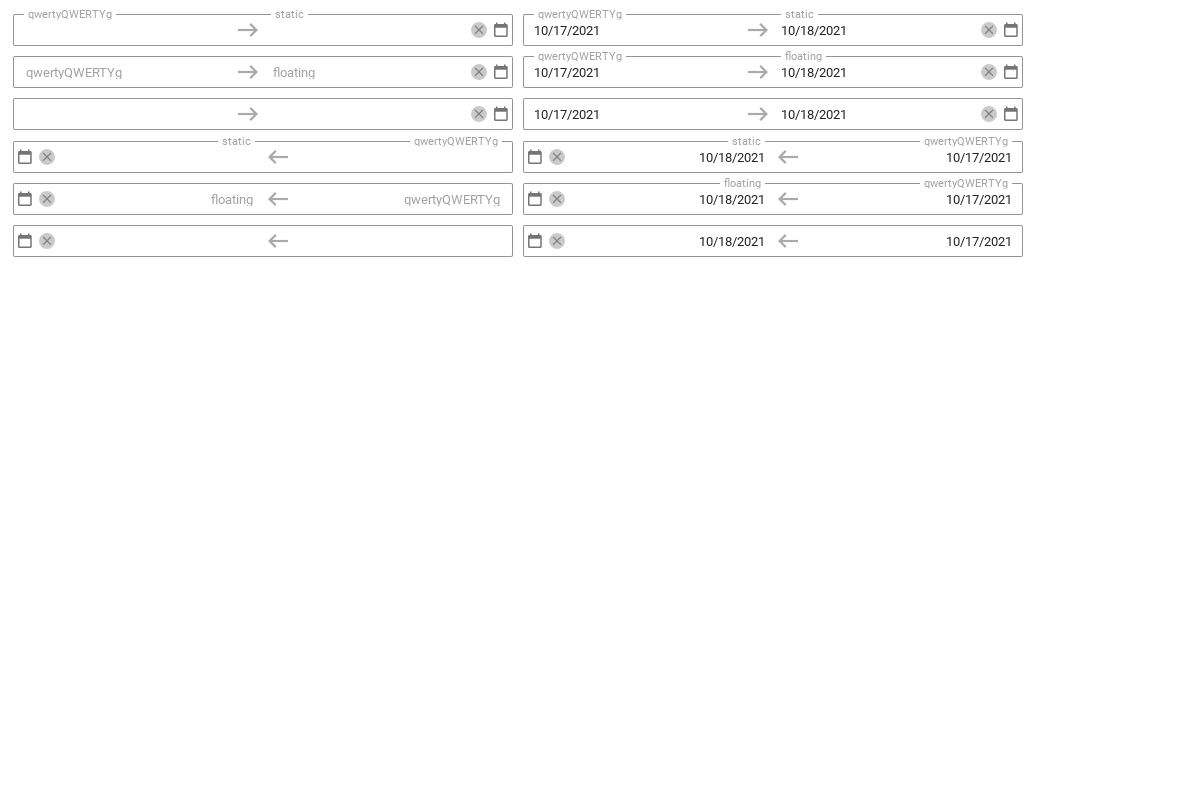 qwertyQWERTYg static qwertyQWERTYg static
10/17/2021 10/18/2021
qwertyQWERTYg floating
qwertyQWERTYg floating 10/17/2021 10/18/2021
10/17/2021 10/18/2021
static qwertyQWERTYg static qwertyQWERTYg
10/18/2021 10/17/2021
floating qwertyQWERTYg
floating qwertyQWERTYg 10/18/2021 10/17/2021
10/18/2021 10/17/2021